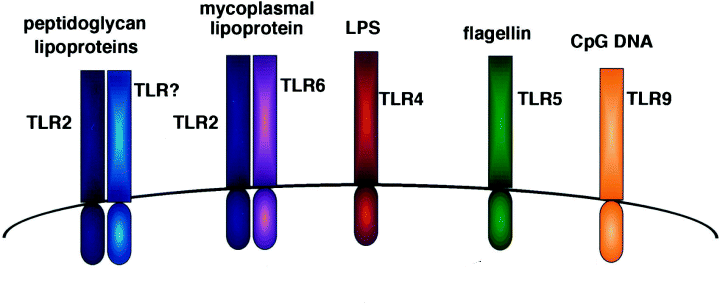 peptidoglycan
lipoproteins
mycoplasmal
lipoprotein
LPS
flagellin
CpG DNA
TLR2
TLR?
TLR2
TLR6
TLR4
TLR5
TLR9